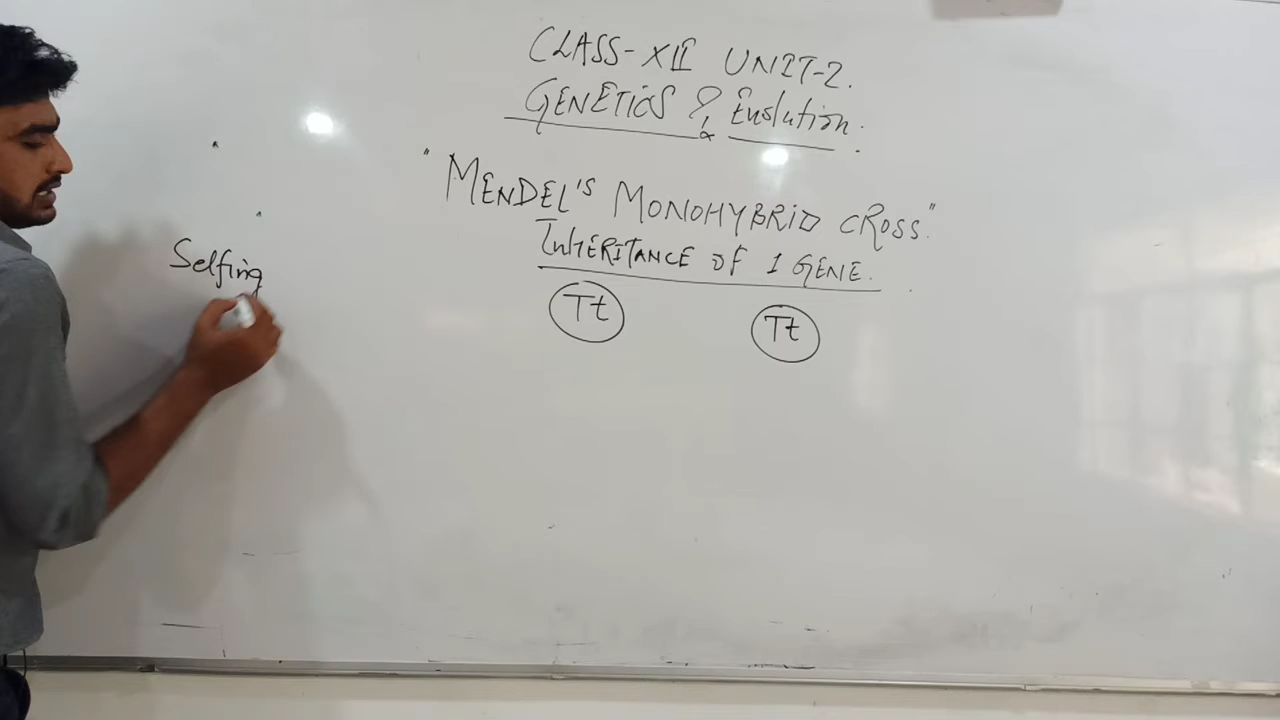 CLASS-XII UNIT-2.
GENETICS & Evolution.
"MENDEL'S MONOHYBRID CROSS."
INHERITANCE OF 1 GENE.
Selfing
Tt Tt